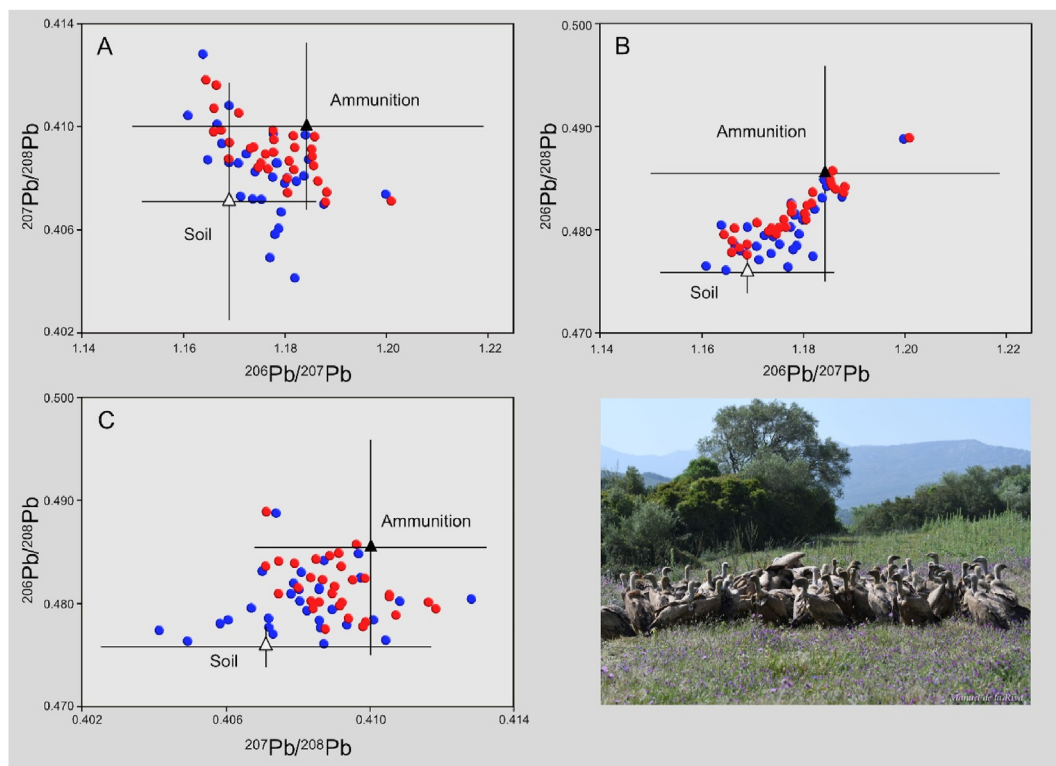 A
0.414
0.410
0.406
0.402
²⁰⁷Pb/²⁰⁸Pb
Ammunition
Soil
1.14
1.16
1.18
1.20
1.22
²⁰⁶Pb/²⁰⁷Pb
B
0.500
0.490
0.480
0.470
²⁰⁶Pb/²⁰⁸Pb
Ammunition
Soil
1.14
1.16
1.18
1.20
1.22
²⁰⁶Pb/²⁰⁷Pb
C
0.500
0.490
0.480
0.470
²⁰⁶Pb/²⁰⁸Pb
Ammunition
Soil
0.402
0.406
0.410
0.414
²⁰⁷Pb/²⁰⁸Pb
de la Riva